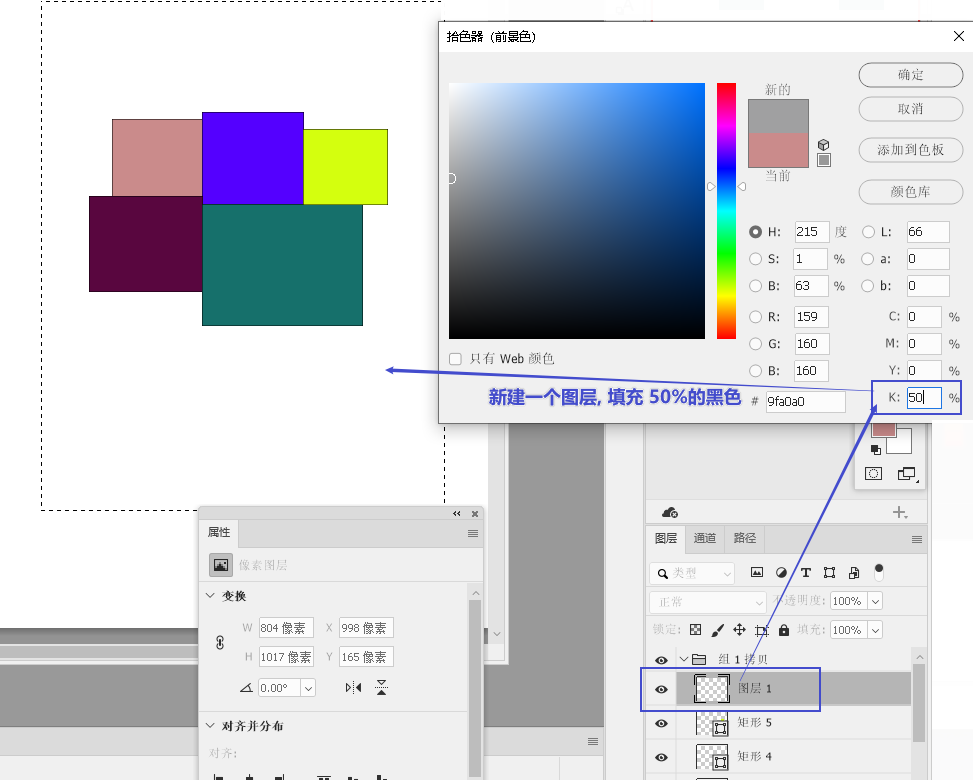 拾色器 (前景色)
新的
当前
确定
取消
添加到色板
颜色库
H: 215 度
L: 66
S: 1 %
a: 0
B: 63 %
b: 0
R: 159
C: 0 %
G: 160
M: 0 %
B: 160
Y: 0 %
只有 Web 颜色
# 9fa0a0
K: 50 %
新建一个图层, 填充 50%的黑色
属性
像素图层
变换
W 804 像素 X 998 像素
H 1017 像素 Y 165 像素
0.00°
对齐并分布
对齐:
图层 通道 路径
类型
正常 不透明度: 100%
锁定: 填充: 100%
组 1 拷贝
图层 1
矩形 5
矩形 4